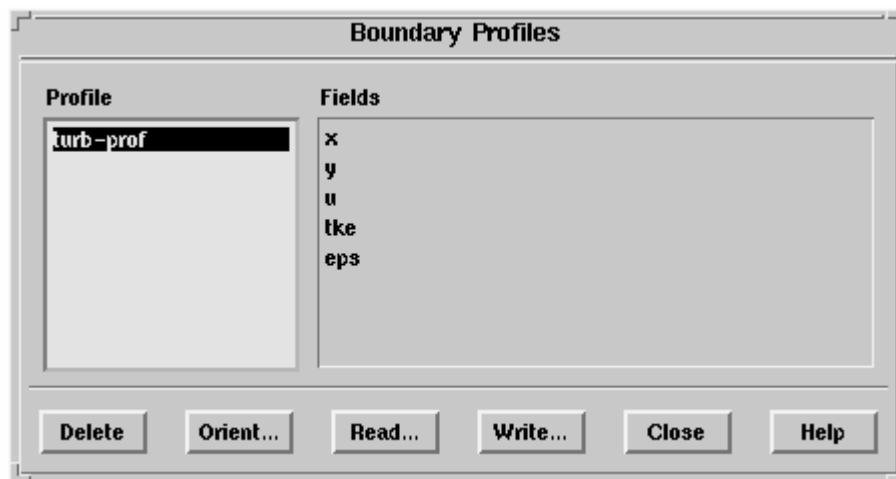 Boundary Profiles
Profile
Fields
turb-prof
x
y
u
tke
eps
Delete
Orient...
Read...
Write...
Close
Help